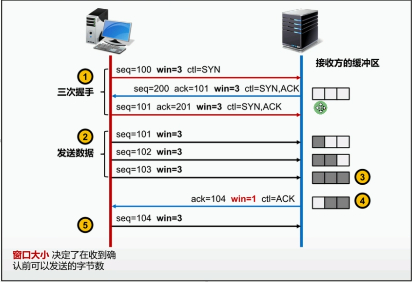 seq=100 win=3 ctl=SYN
接收方的缓冲区
1
三次握手
seq=200 ack=101 win=3 ctl=SYN,ACK
seq=101 ack=201 win=3 ctl=SYN,ACK
2
发送数据
seq=101 win=3
seq=102 win=3
seq=103 win=3
3
ack=104 win=1 ctl=ACK
4
5
seq=104 win=3
窗口大小 决定了在收到确
认前可以发送的字节数